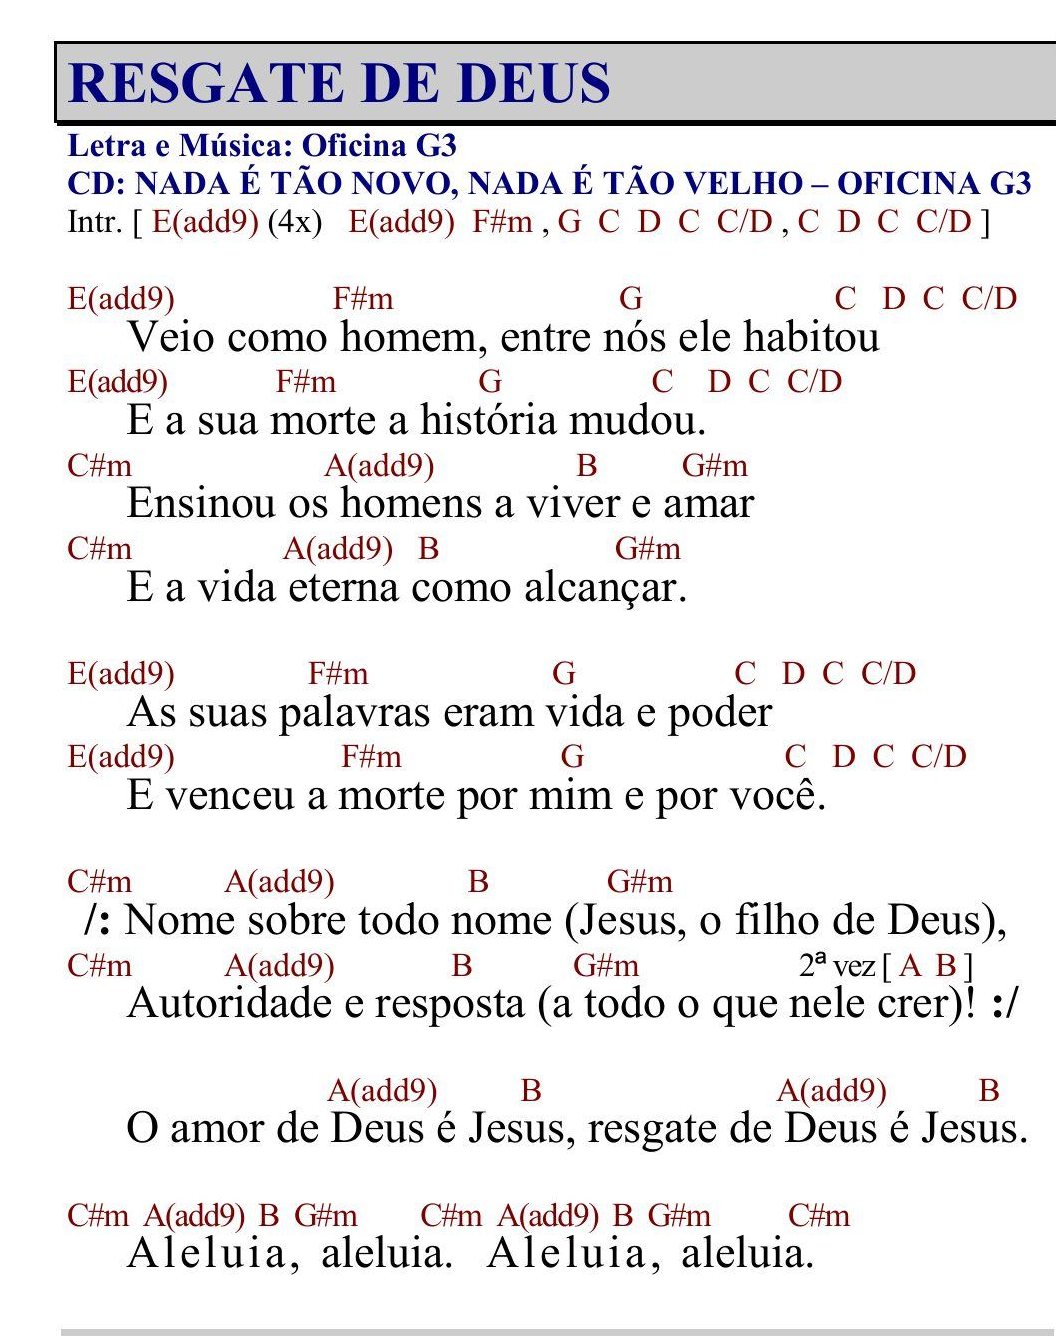 RESGATE DE DEUS
Letra e Música: Oficina G3
CD: NADA É TÃO NOVO, NADA É TÃO VELHO – OFICINA G3
Intr. [ E(add9) (4x) E(add9) F#m , G C D C C/D , C D C C/D ]
E(add9) F#m G C D C C/D
Veio como homem, entre nós ele habitou
E(add9) F#m G C D C C/D
E a sua morte a história mudou.
C#m A(add9) B G#m
Ensinou os homens a viver e amar
C#m A(add9) B G#m
E a vida eterna como alcançar.
E(add9) F#m G C D C C/D
As suas palavras eram vida e poder
E(add9) F#m G C D C C/D
E venceu a morte por mim e por você.
C#m A(add9) B G#m
/: Nome sobre todo nome (Jesus, o filho de Deus),
C#m A(add9) B G#m 2ª vez [ A B ]
Autoridade e resposta (a todo o que nele crer)! :/
A(add9) B A(add9) B
O amor de Deus é Jesus, resgate de Deus é Jesus.
C#m A(add9) B G#m C#m A(add9) B G#m C#m
Aleluia, aleluia. Aleluia, aleluia.